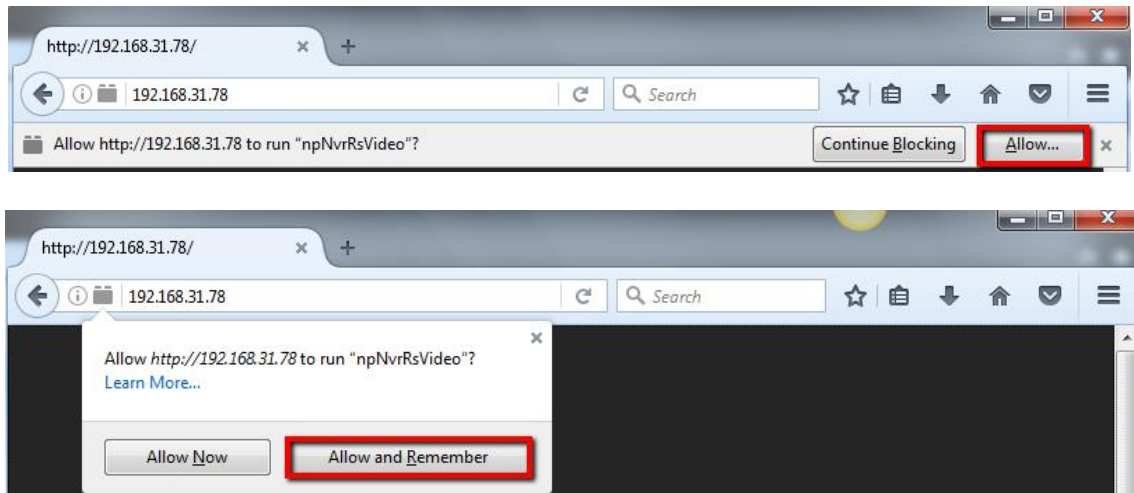 http://192.168.31.78/
192.168.31.78 Search
Allow http://192.168.31.78 to run “npNvrRsVideo”? Continue Blocking Allow...
http://192.168.31.78/
192.168.31.78 Search
Allow http://192.168.31.78 to run “npNvrRsVideo”?
Learn More...
Allow Now Allow and Remember